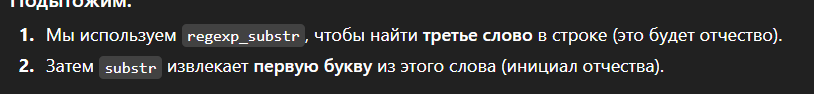 Подытожим:
1. Мы используем regexp_substr, чтобы найти третье слово в строке (это будет отчество).
2. Затем substr извлекает первую букву из этого слова (инициал отчества).